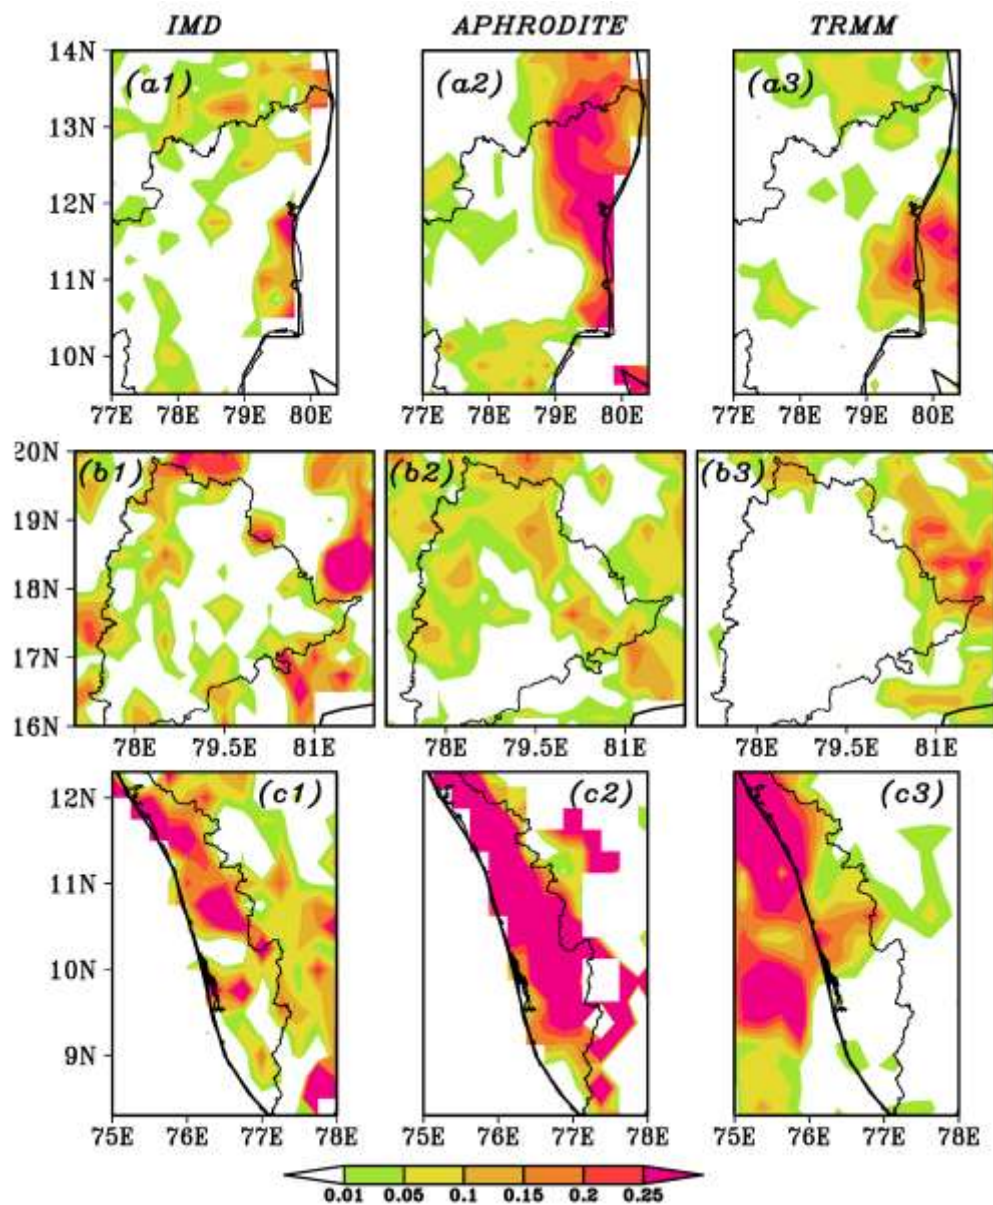 IMD APHRODITE TRMM
14N (a1) (a2) (a3)
13N
12N
11N
10N
77E 78E 79E 80E 77E 78E 79E 80E 77E 78E 79E 80E
20N (b1) (b2) (b3)
19N
18N
17N
16N
78E 79.5E 81E 78E 79.5E 81E 78E 79.5E 81E
12N (c1) (c2) (c3)
11N
10N
9N
75E 76E 77E 78E 75E 76E 77E 78E 75E 76E 77E 78E
0.01 0.05 0.1 0.15 0.2 0.25